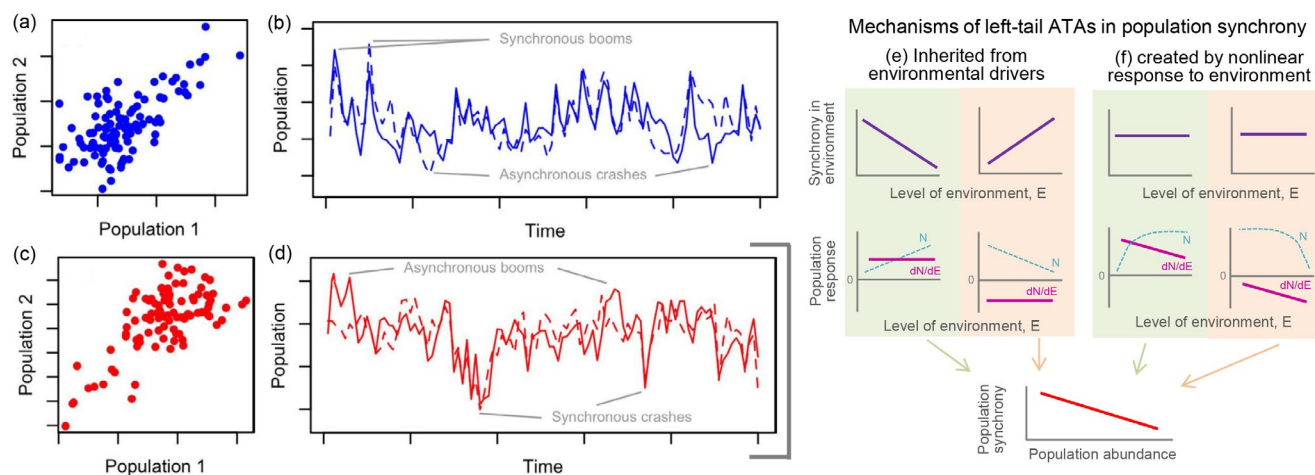 (a)
Population 2
Population 1
(b)
Population
Synchronous booms
Asynchronous crashes
Time
(c)
Population 2
Population 1
(d)
Population
Asynchronous booms
Synchronous crashes
Time
Mechanisms of left-tail ATAs in population synchrony
(e) Inherited from
environmental drivers
(f) created by nonlinear
response to environment
Synchrony in
environment
Level of environment, E
Level of environment, E
Population
response
0
N
dN/dE
0
N
dN/dE
Level of environment, E
0
N
dN/dE
0
N
dN/dE
Level of environment, E
Population
synchrony
Population abundance